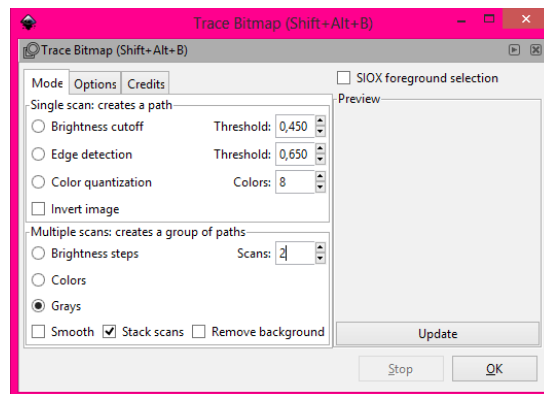 Trace Bitmap (Shift+Alt+B)
Trace Bitmap (Shift+Alt+B)
Mode Options Credits
SIOX foreground selection
Single scan: creates a path
Preview
Brightness cutoff Threshold: 0,450
Edge detection Threshold: 0,650
Color quantization Colors: 8
Invert image
Multiple scans: creates a group of paths
Brightness steps Scans: 2
Colors
Grays
Smooth Stack scans Remove background
Update
Stop OK